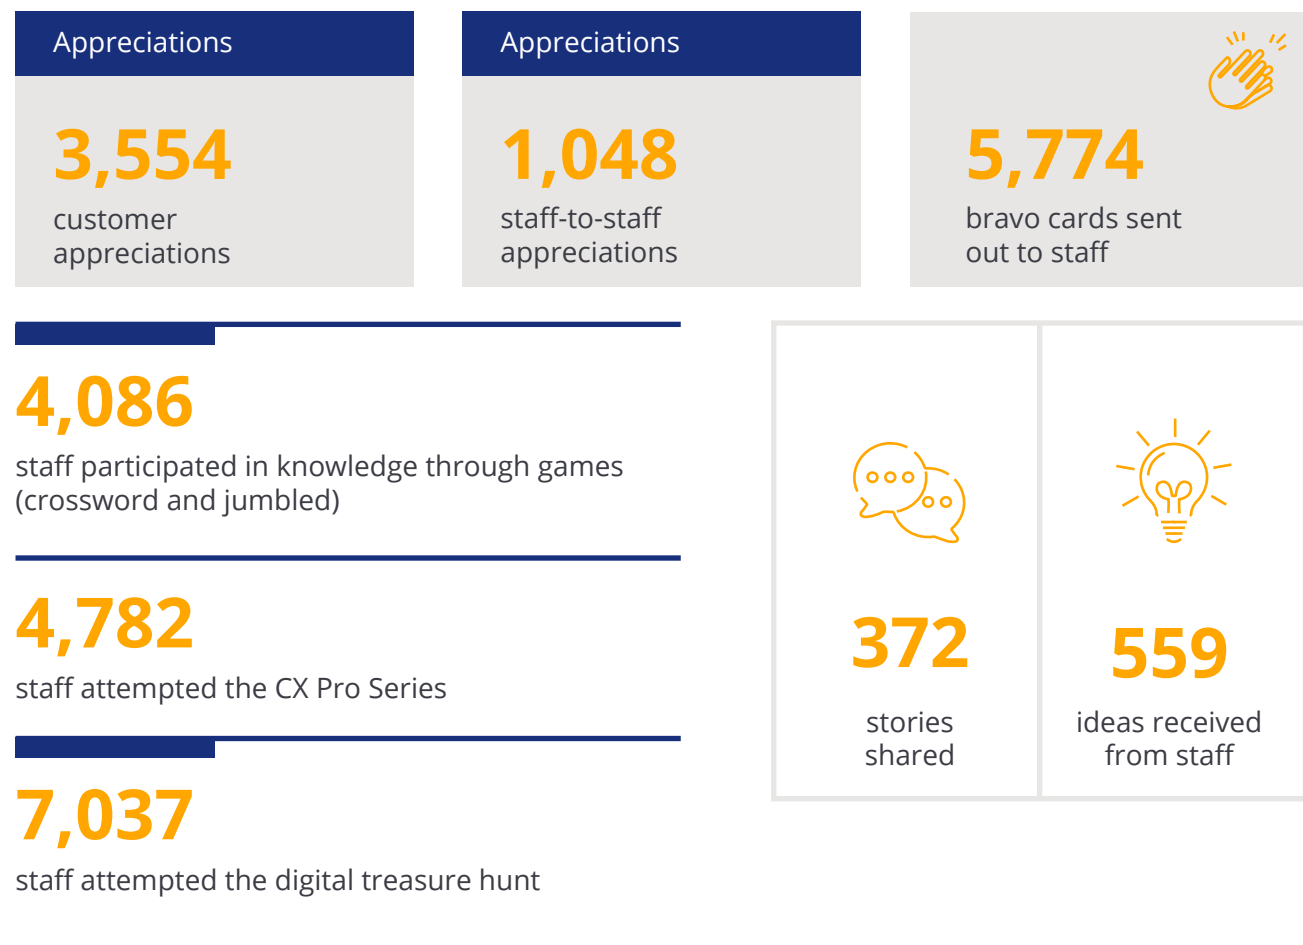 Appreciations
3,554
customer
appreciations
Appreciations
1,048
staff-to-staff
appreciations
5,774
bravo cards sent
out to staff
4,086
staff participated in knowledge through games
(crossword and jumbled)
4,782
staff attempted the CX Pro Series
7,037
staff attempted the digital treasure hunt
372
stories
shared
559
ideas received
from staff